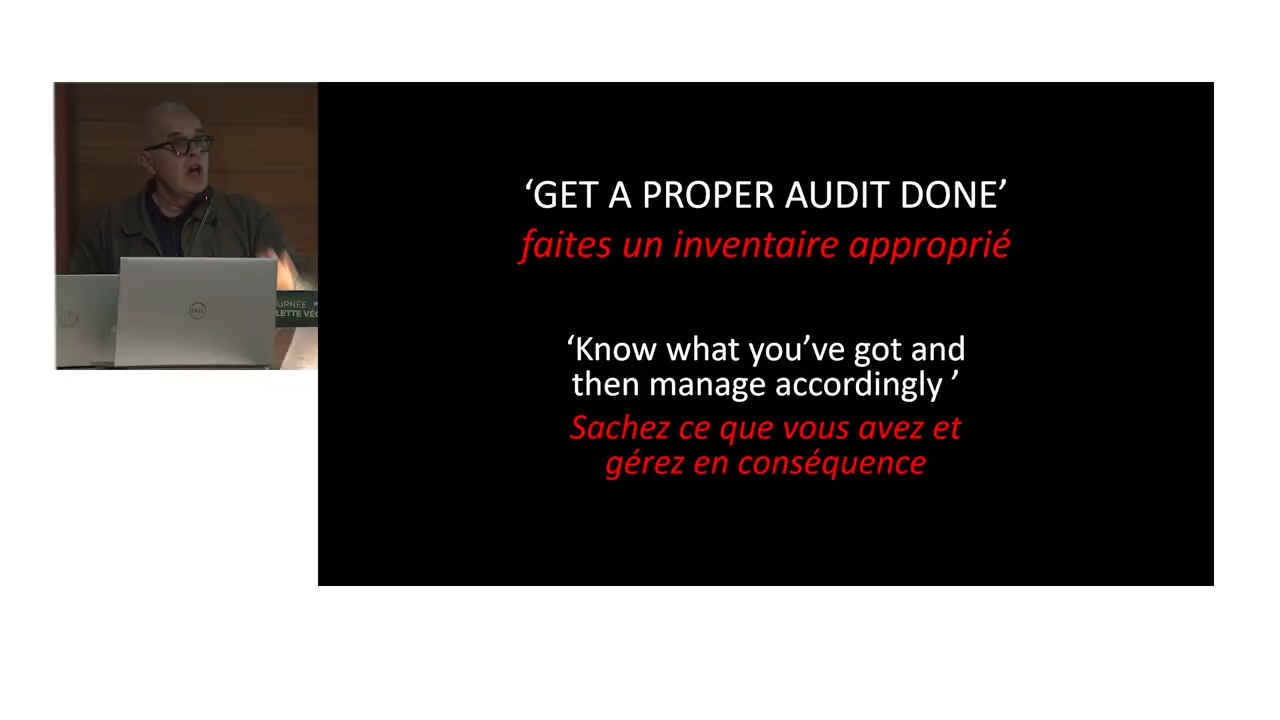 ‘GET A PROPER AUDIT DONE’
faites un inventaire approprié
‘Know what you’ve got and
then manage accordingly ’
Sachez ce que vous avez et
gérez en conséquence
DELL